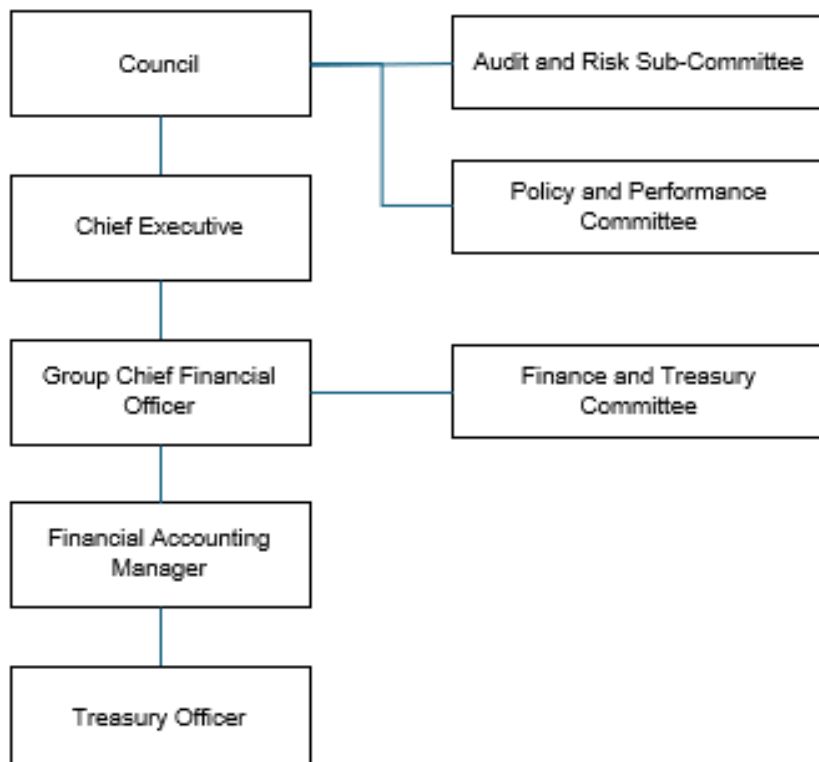 Council
Audit and Risk Sub-Committee
Policy and Performance
Committee
Chief Executive
Group Chief Financial
Officer
Finance and Treasury
Committee
Financial Accounting
Manager
Treasury Officer